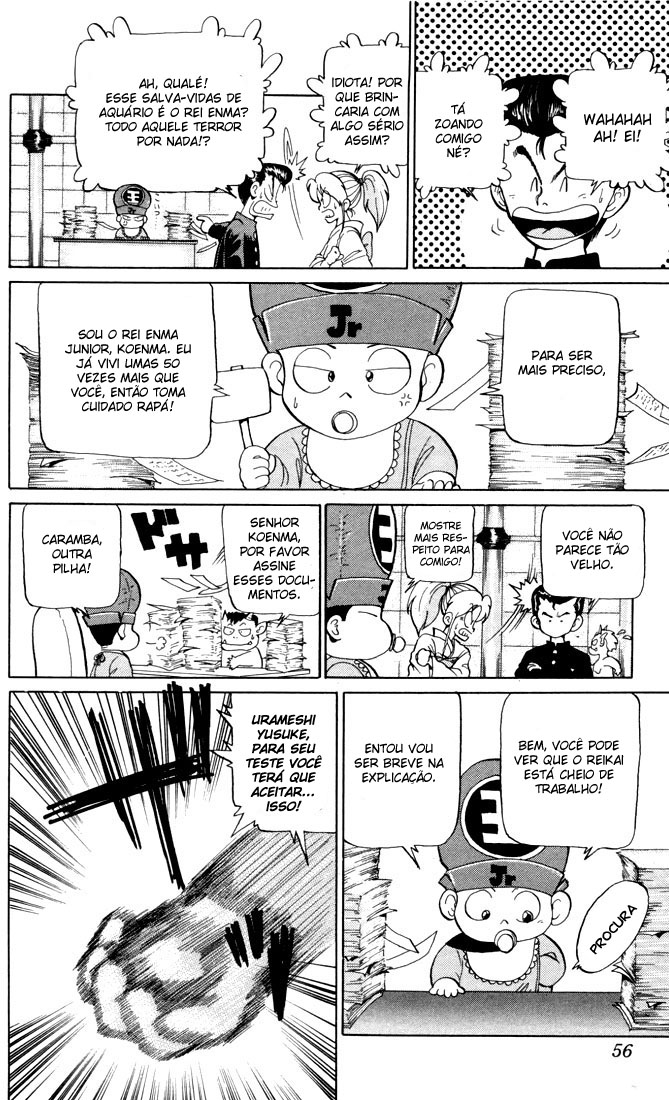 WAHAHAH
AH! EI!
TÁ
ZOANDO
COMIGO
NÉ?
IDIOTA! POR
QUE BRIN-
CARIA COM
ALGO SÉRIO
ASSIM?
AH, QUALÉ!
ESSE SALVA-VIDAS DE
AQUÁRIO É O REI ENMA?
TODO AQUELE TERROR
POR NADA!?
PARA SER
MAIS PRECISO,
Jr
SOU O REI ENMA
JUNIOR, KOENMA. EU
JÁ VIVI UMAS 50
VEZES MAIS QUE
VOCÊ, ENTÃO TOMA
CUIDADO RAPÁ!
VOCÊ NÃO
PARECE TÃO
VELHO.
MOSTRE
MAIS RES-
PEITO PARA
COMIGO!
SENHOR
KOENMA,
POR FAVOR
ASSINE
ESSES DOCU-
MENTOS.
ドサ
CARAMBA,
OUTRA
PILHA!
BEM, VOCÊ PODE
VER QUE O REIKAI
ESTÁ CHEIO DE
TRABALHO!
ENTOU VOU
SER BREVE NA
EXPLICAÇÃO.
Jr
PROCURA
URAMESHI
YUSUKE,
PARA SEU
TESTE VOCÊ
TERÁ QUE
ACEITAR...
ISSO!
56